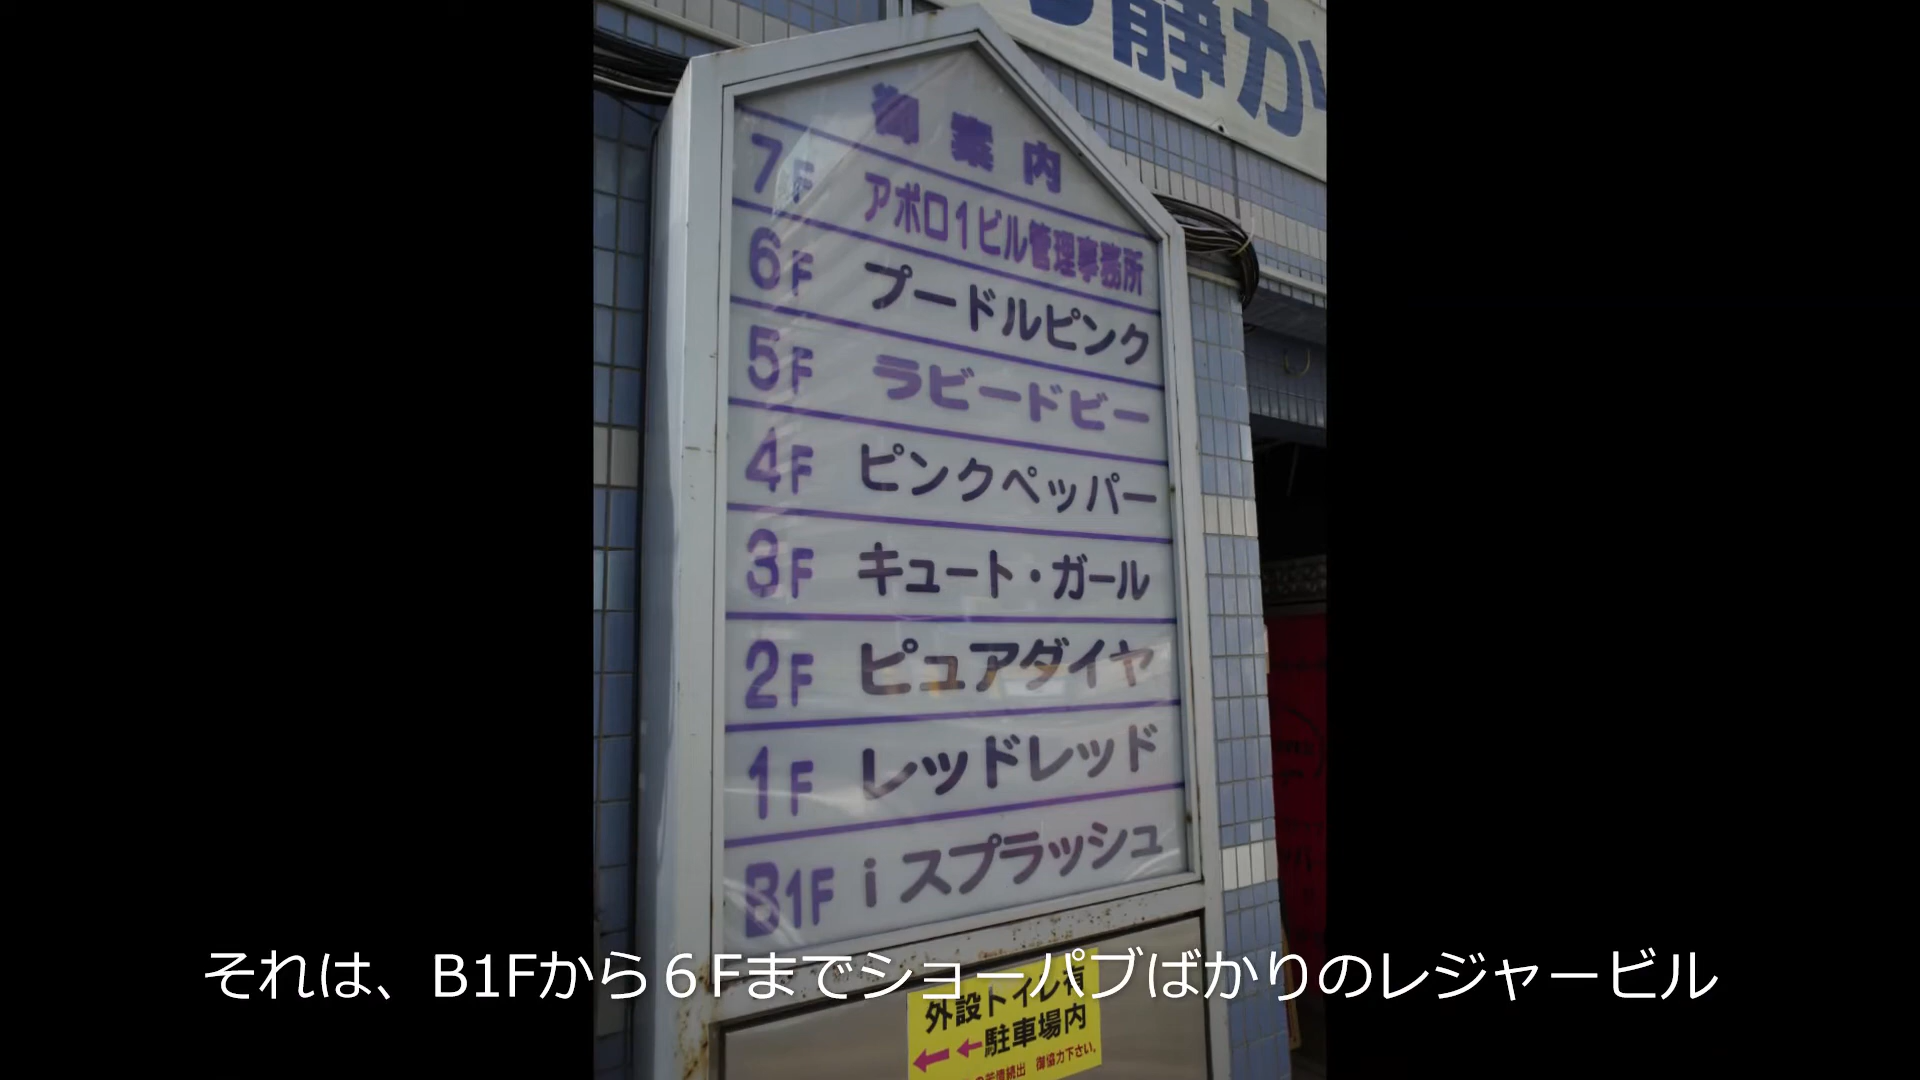 静か
御案内
7F アポロ1ビル管理事務所
6F プードルピンク
5F ラビードビー
4F ピンクペッパー
3F キュート・ガール
2F ピュアダイヤ
1F レッドレッド
B1F iスプラッシュ
それは、B1Fから６Fまでショーパブばかりのレジャービル
外設トイレ有
←←駐車場内
続出 御協力下さい。